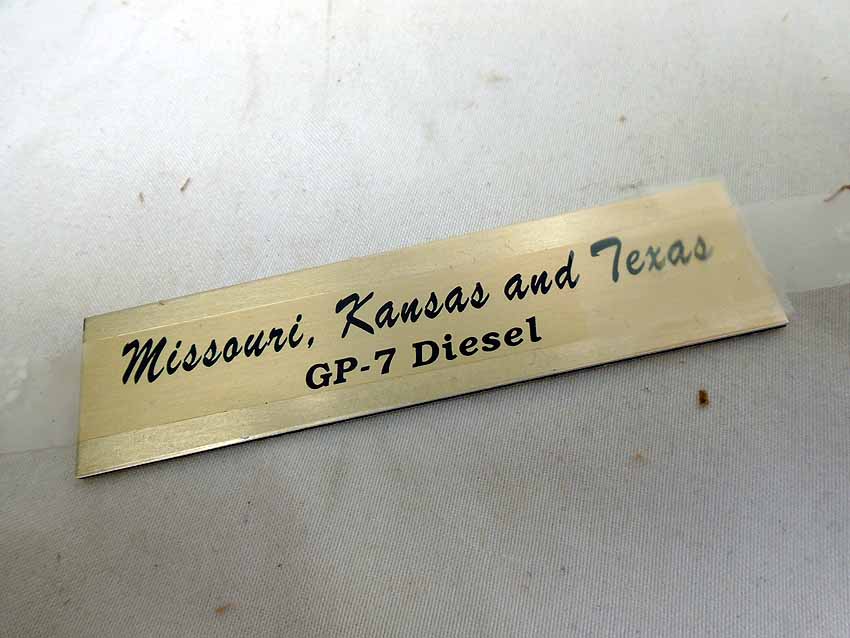 Missouri, Kansas and Texas
GP-7 Diesel